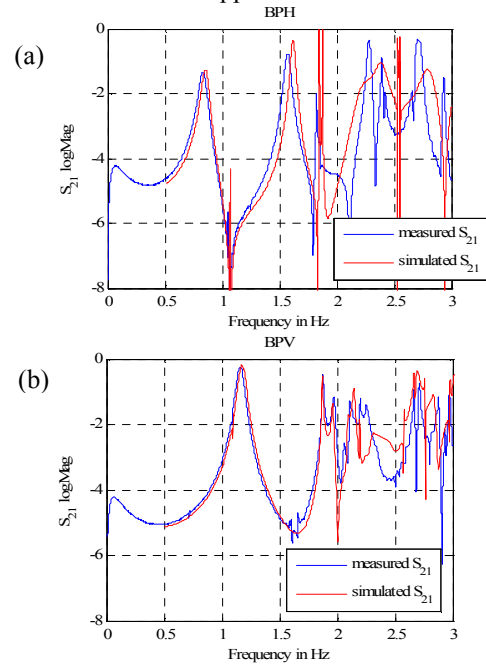 BPH
(a)
0
-2
-4
-6
-8
S21 logMag
measured S21
simulated S21
0 0.5 1 1.5 2 2.5 3
Frequency in Hz
BPV
(b)
0
-2
-4
-6
-8
S21 logMag
measured S21
simulated S21
0 0.5 1 1.5 2 2.5 3
Frequency in Hz